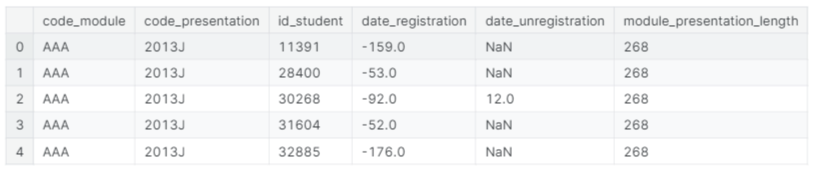 code_module code_presentation id_student date_registration date_unregistration module_presentation_length
0 AAA 2013J 11391 -159.0 NaN 268
1 AAA 2013J 28400 -53.0 NaN 268
2 AAA 2013J 30268 -92.0 12.0 268
3 AAA 2013J 31604 -52.0 NaN 268
4 AAA 2013J 32885 -176.0 NaN 268